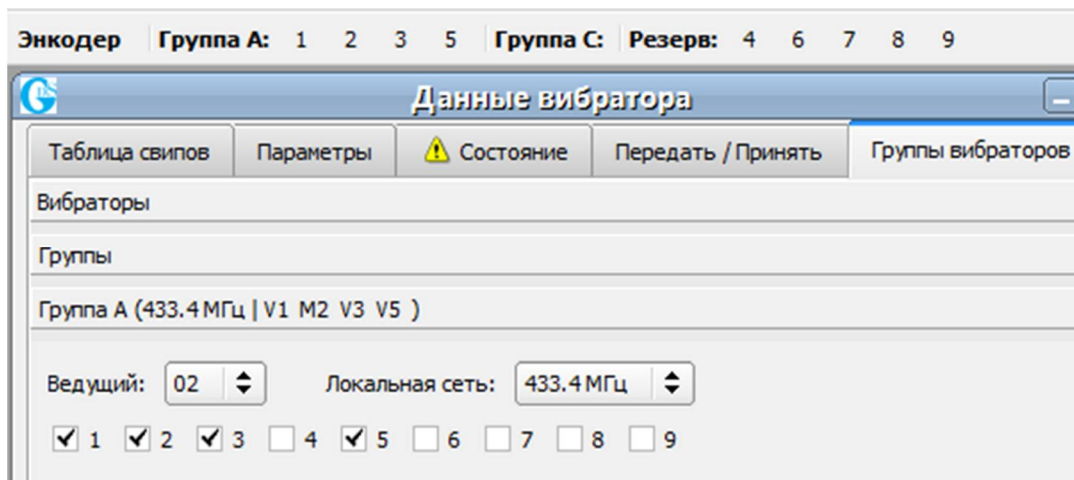 Энкодер Группа А: 1 2 3 5 Группа С: Резерв: 4 6 7 8 9
Данные вибратора
Таблица свипов Параметры Состояние Передать / Принять Группы вибраторов
Вибраторы
Группы
Группа А (433.4 МГц | V1 M2 V3 V5 )
Ведущий: 02 Локальная сеть: 433.4 МГц
1 2 3 4 5 6 7 8 9